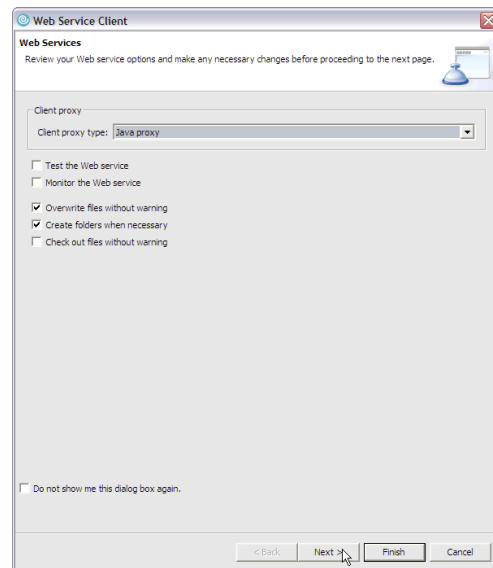 Web Service Client
Web Services
Review your Web service options and make any necessary changes before proceeding to the next page.
Client proxy
Client proxy type: Java proxy
Test the Web service
Monitor the Web service
Overwrite files without warning
Create folders when necessary
Check out files without warning
Do not show me this dialog box again.
< Back Next > Finish Cancel